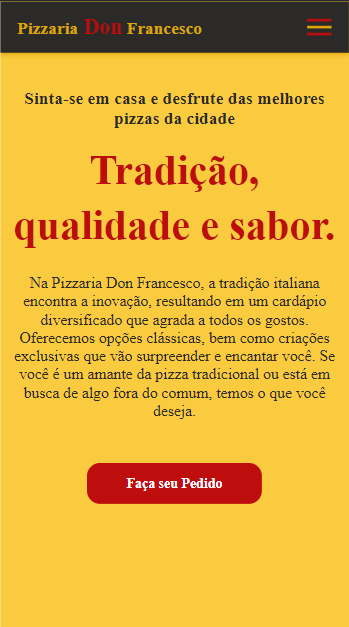 Pizzaria Don Francesco
Sinta-se em casa e desfrute das melhores
pizzas da cidade
Tradição,
qualidade e sabor.
Na Pizzaria Don Francesco, a tradição italiana
encontra a inovação, resultando em um cardápio
diversificado que agrada a todos os gostos.
Oferecemos opções clássicas, bem como criações
exclusivas que vão surpreender e encantar você. Se
você é um amante da pizza tradicional ou está em
busca de algo fora do comum, temos o que você
deseja.
Faça seu Pedido